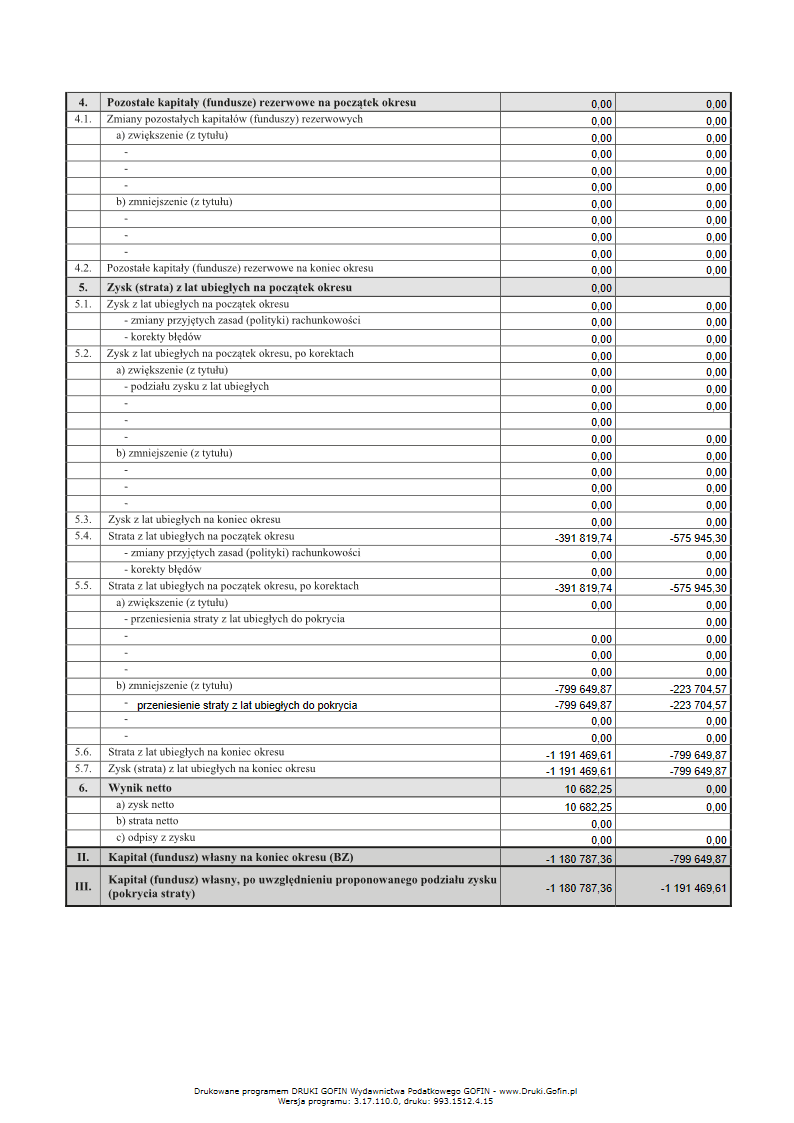 4. Pozostałe kapitały (fundusze) rezerwowe na początek okresu 0,00 0,00
4.1. Zmiany pozostałych kapitałów (funduszy) rezerwowych 0,00 0,00
a) zwiększenie (z tytułu) 0,00 0,00
- 0,00 0,00
- 0,00 0,00
- 0,00 0,00
b) zmniejszenie (z tytułu) 0,00 0,00
- 0,00 0,00
- 0,00 0,00
- 0,00 0,00
4.2. Pozostałe kapitały (fundusze) rezerwowe na koniec okresu 0,00 0,00
5. Zysk (strata) z lat ubiegłych na początek okresu 0,00
5.1. Zysk z lat ubiegłych na początek okresu 0,00 0,00
- zmiany przyjętych zasad (polityki) rachunkowości 0,00 0,00
- korekty błędów 0,00 0,00
5.2. Zysk z lat ubiegłych na początek okresu, po korektach 0,00 0,00
a) zwiększenie (z tytułu) 0,00 0,00
- podziału zysku z lat ubiegłych 0,00 0,00
- 0,00 0,00
- 0,00
- 0,00 0,00
b) zmniejszenie (z tytułu) 0,00 0,00
- 0,00 0,00
- 0,00 0,00
- 0,00 0,00
5.3. Zysk z lat ubiegłych na koniec okresu 0,00 0,00
5.4. Strata z lat ubiegłych na początek okresu -391 819,74 -575 945,30
- zmiany przyjętych zasad (polityki) rachunkowości 0,00 0,00
- korekty błędów 0,00 0,00
5.5. Strata z lat ubiegłych na początek okresu, po korektach -391 819,74 -575 945,30
a) zwiększenie (z tytułu) 0,00 0,00
- przeniesienia straty z lat ubiegłych do pokrycia 0,00
- 0,00 0,00
- 0,00 0,00
- 0,00 0,00
b) zmniejszenie (z tytułu) -799 649,87 -223 704,57
- przeniesienie straty z lat ubiegłych do pokrycia -799 649,87 -223 704,57
- 0,00 0,00
- 0,00 0,00
5.6. Strata z lat ubiegłych na koniec okresu -1 191 469,61 -799 649,87
5.7. Zysk (strata) z lat ubiegłych na koniec okresu -1 191 469,61 -799 649,87
6. Wynik netto 10 682,25 0,00
a) zysk netto 10 682,25 0,00
b) strata netto 0,00
c) odpisy z zysku 0,00 0,00
II. Kapitał (fundusz) własny na koniec okresu (BZ) -1 180 787,36 -799 649,87
III. Kapitał (fundusz) własny, po uwzględnieniu proponowanego podziału zysku
(pokrycia straty) -1 180 787,36 -1 191 469,61
Drukowane programem DRUKI GOFIN Wydawnictwa Podatkowego GOFIN - www.Druki.Gofin.pl
Wersja programu: 3.17.110.0, druku: 993.1512.4.15